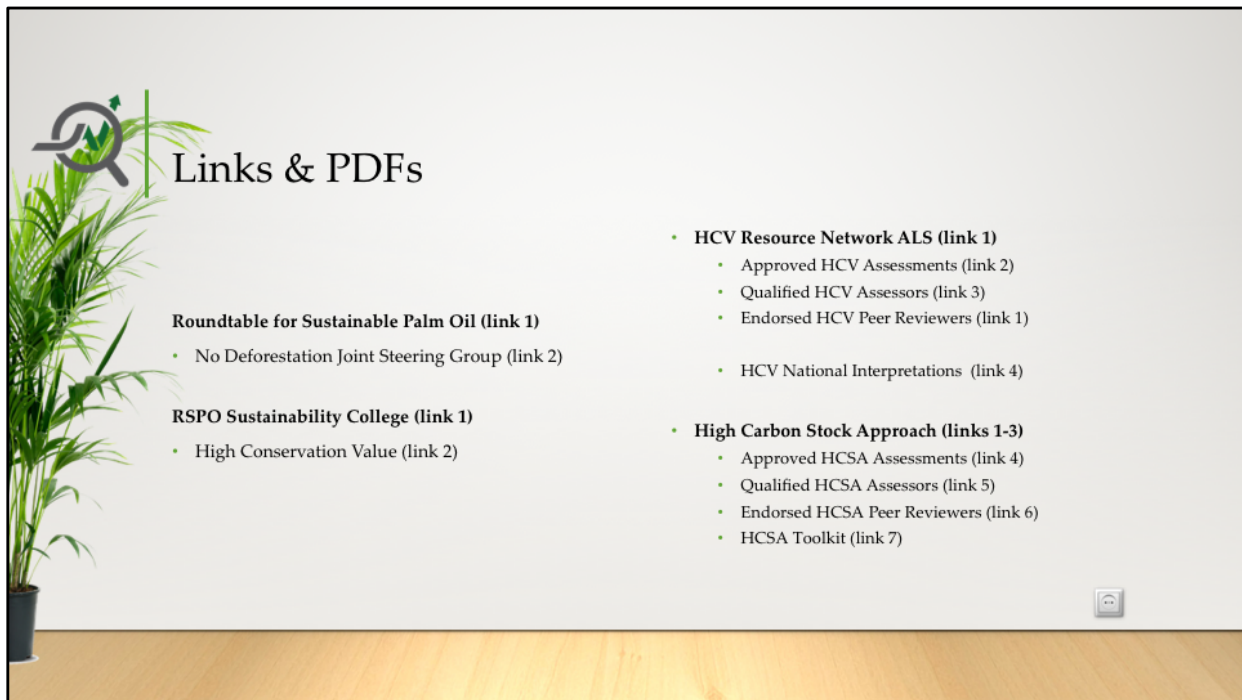 Links & PDFs
Roundtable for Sustainable Palm Oil (link 1)
• No Deforestation Joint Steering Group (link 2)
RSPO Sustainability College (link 1)
• High Conservation Value (link 2)
• HCV Resource Network ALS (link 1)
• Approved HCV Assessments (link 2)
• Qualified HCV Assessors (link 3)
• Endorsed HCV Peer Reviewers (link 1)
• HCV National Interpretations (link 4)
• High Carbon Stock Approach (links 1-3)
• Approved HCSA Assessments (link 4)
• Qualified HCSA Assessors (link 5)
• Endorsed HCSA Peer Reviewers (link 6)
• HCSA Toolkit (link 7)